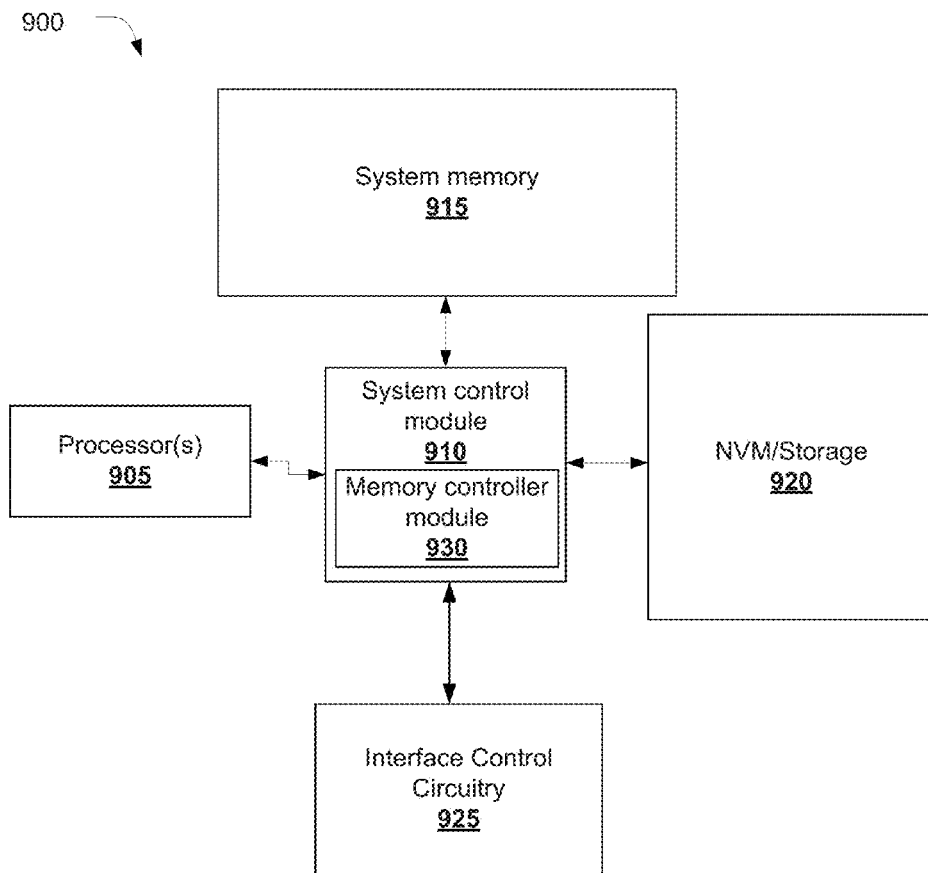 900
System memory
915
System control
module
910
Memory controller
module
930
Processor(s)
905
NVM/Storage
920
Interface Control
Circuitry
925